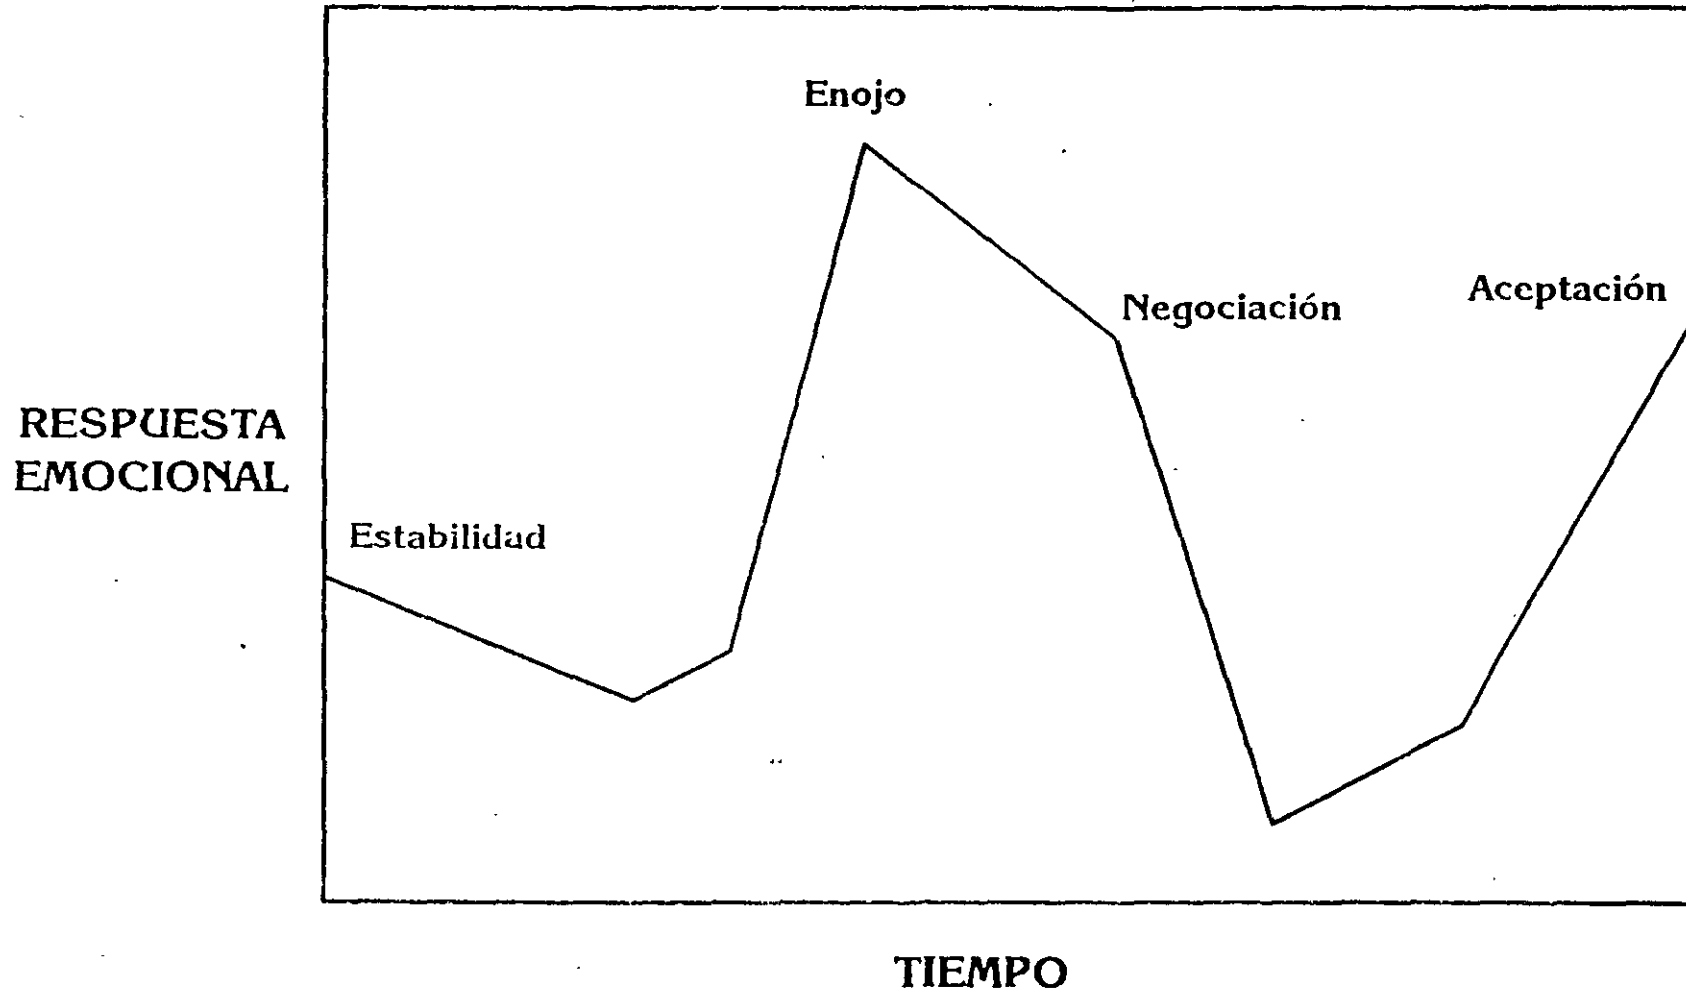 Enojo
Negociación
Aceptación
RESPUESTA
EMOCIONAL
Estabilidad
TIEMPO